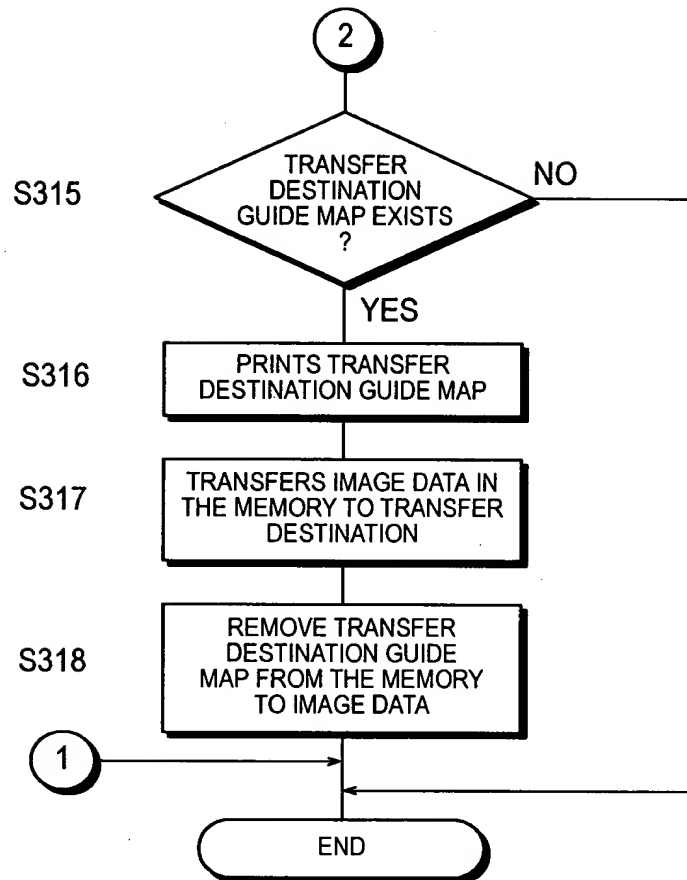 2
S315
TRANSFER
DESTINATION
GUIDE MAP EXISTS
?
NO
YES
S316
PRINTS TRANSFER
DESTINATION GUIDE MAP
S317
TRANSFERS IMAGE DATA IN
THE MEMORY TO TRANSFER
DESTINATION
S318
REMOVE TRANSFER
DESTINATION GUIDE
MAP FROM THE MEMORY
TO IMAGE DATA
1
END